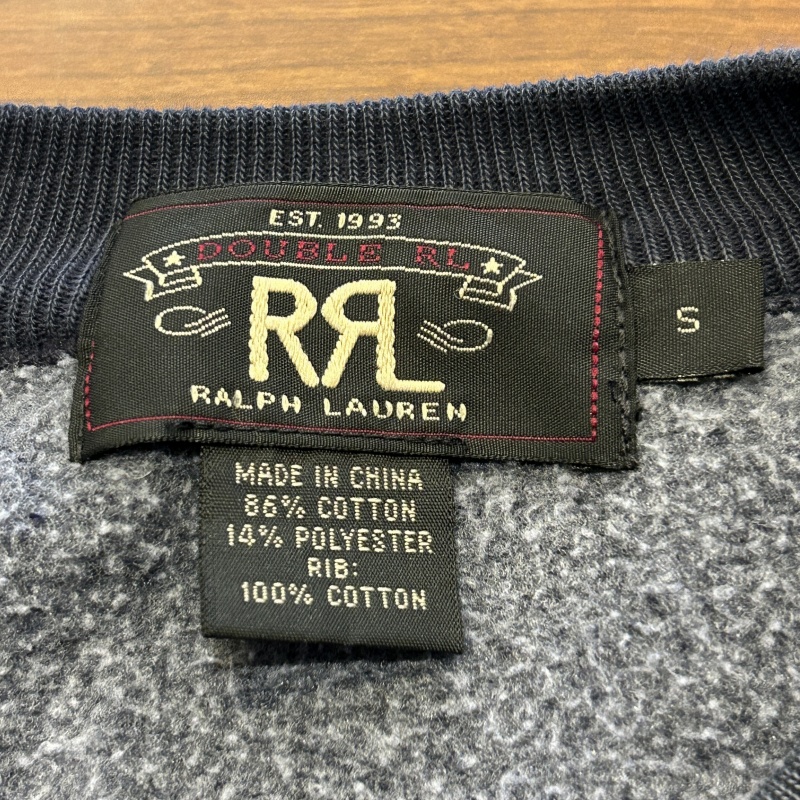 EST. 1993
DOUBLE RL
RRL
RALPH LAUREN
S
MADE IN CHINA
86% COTTON
14% POLYESTER
RIB:
100% COTTON